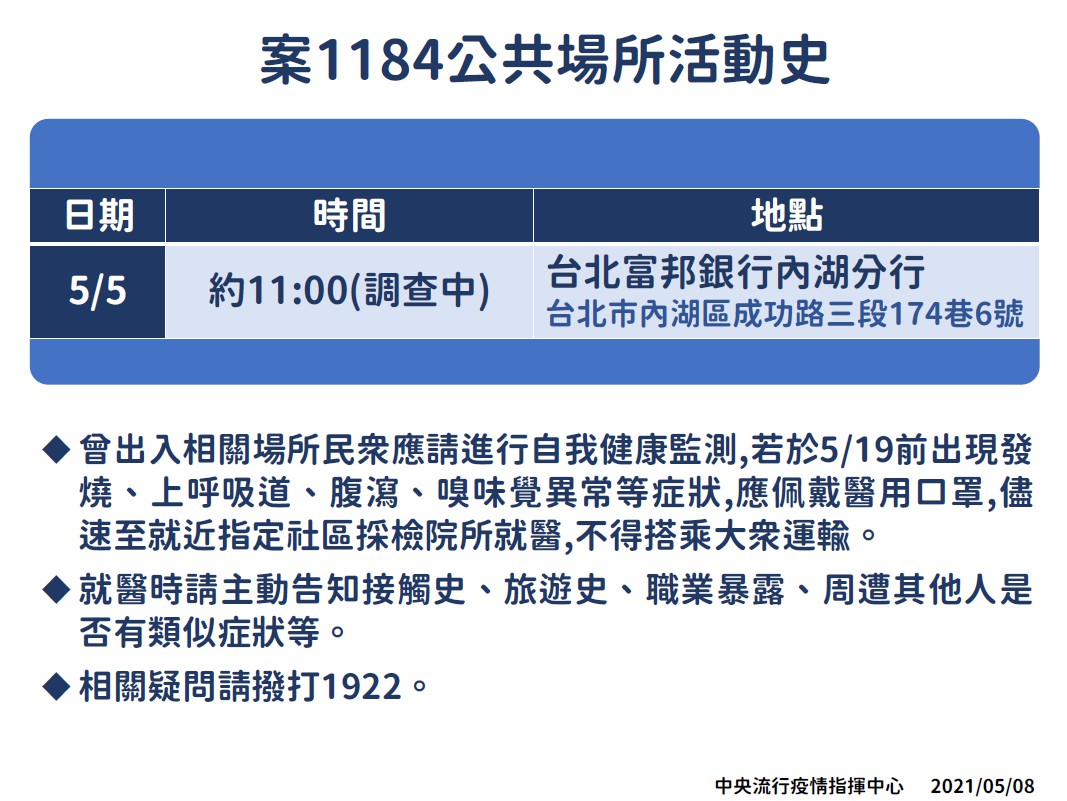 案1184公共場所活動史
日期 時間 地點
5/5 約11:00(調查中) 台北富邦銀行內湖分行
台北市內湖區成功路三段174巷6號
◆ 曾出入相關場所民眾應請進行自我健康監測,若於5/19前出現發
燒、上呼吸道、腹瀉、嗅味覺異常等症狀,應佩戴醫用口罩,儘
速至就近指定社區採檢院所就醫,不得搭乘大眾運輸。
◆ 就醫時請主動告知接觸史、旅遊史、職業暴露、周遭其他人是
否有類似症狀等。
◆ 相關疑問請撥打1922。
中央流行疫情指揮中心 2021/05/08